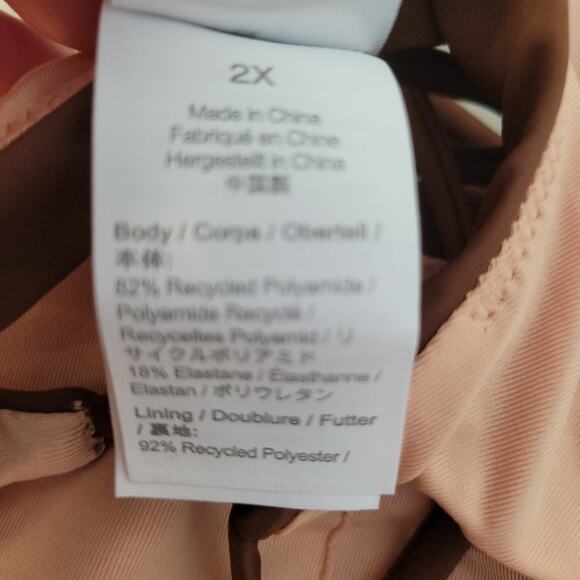 2X
Made in China
Fabriqué en Chine
Hergestellt in China
中国製
Body / Corps / Oberteil /
本体:
82% Recycled Polyamide /
Polyamide Recyclé /
Recyceltes Polyamid / リ
サイクルポリアミド
18% Elastane / Élasthanne /
Elastan / ポリウレタン
Lining / Doublure / Futter
/ 裏地:
92% Recycled Polyester /